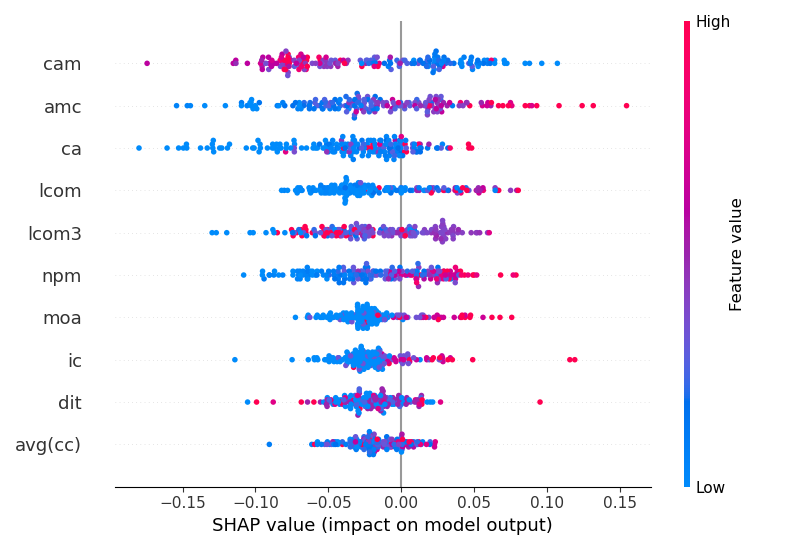 High
cam
amc
ca
lcom
lcom3
npm
moa
ic
dit
avg(cc)
Feature value
Low
−0.15 −0.10 −0.05 0.00 0.05 0.10 0.15
SHAP value (impact on model output)